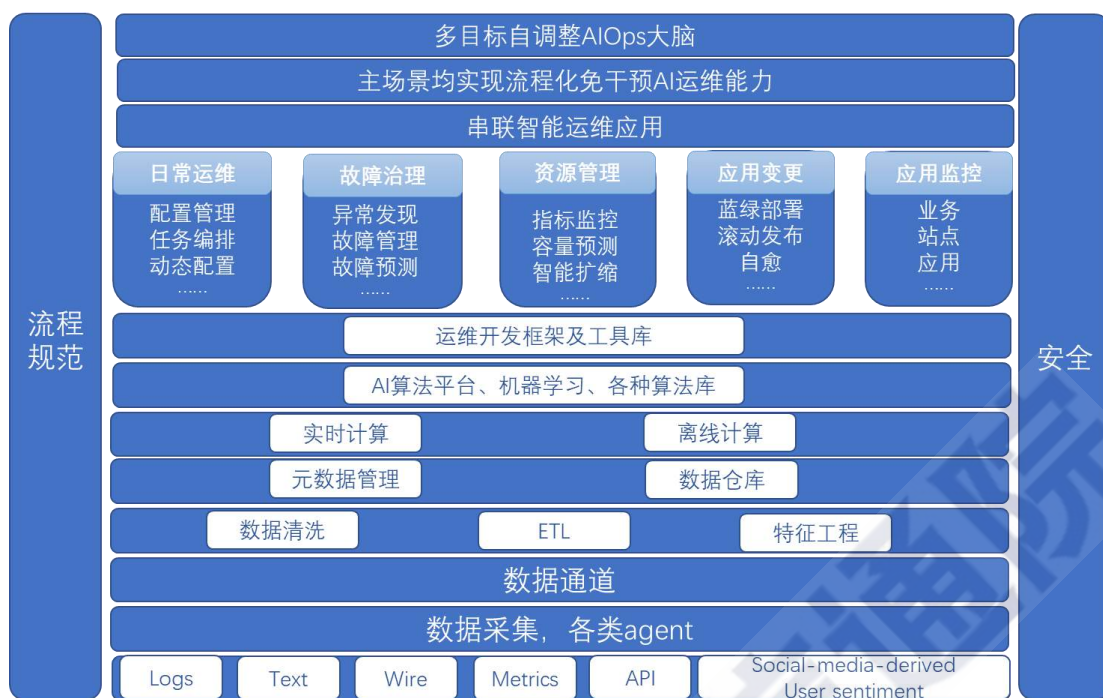 多目标自调整AIOps大脑
主场景均实现流程化免干预AI运维能力
串联智能运维应用
日常运维
配置管理
任务编排
动态配置
……
故障治理
异常发现
故障管理
故障预测
……
资源管理
指标监控
容量预测
智能扩缩
……
应用变更
蓝绿部署
滚动发布
自愈
……
应用监控
业务
站点
应用
……
流程
规范
安全
运维开发框架及工具库
AI算法平台、机器学习、各种算法库
实时计算
离线计算
元数据管理
数据仓库
数据清洗
ETL
特征工程
数据通道
数据采集，各类agent
Logs
Text
Wire
Metrics
API
Social-media-derived
User sentiment
通院